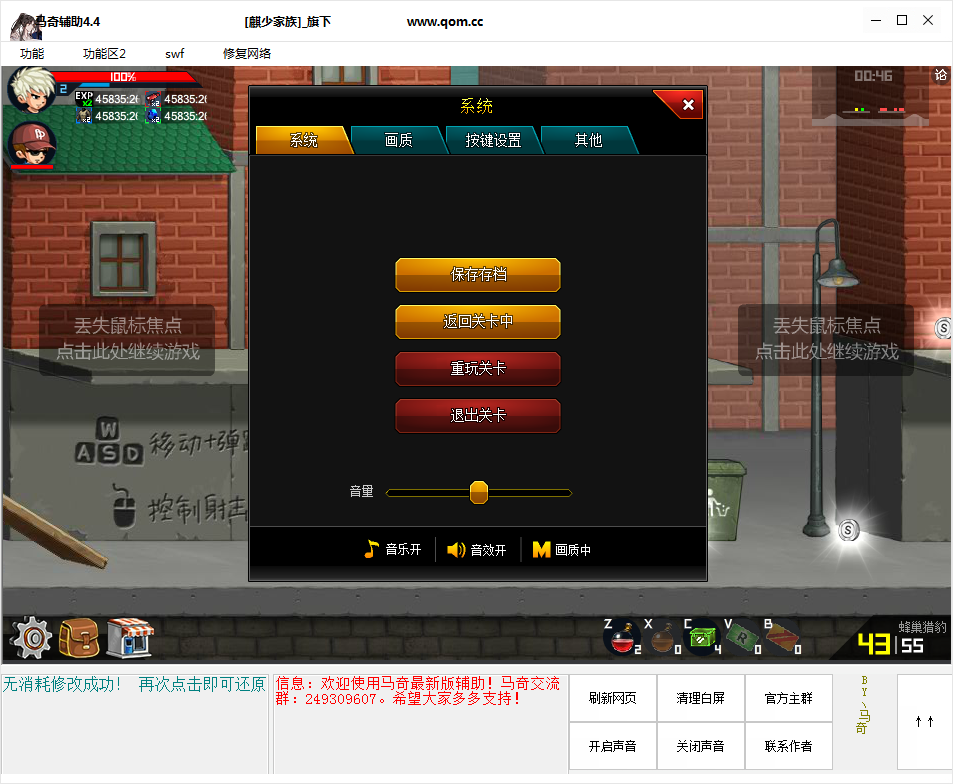 马奇辅助4.4 [麒少家族]_旗下 www.qom.cc
功能 功能区2 swf 修复网络
100%
2
EXP x2 45835:2 x2 45835:2
x2 45835:2 x2 45835:2
00:46
论
系统
系统 画质 按键设置 其他
保存存档
返回关卡中
重玩关卡
退出关卡
音量
音乐开 音效开 画质中
丢失鼠标焦点
点击此处继续游戏
丢失鼠标焦点
点击此处继续游戏
W
A S D 移动+弹
控制射击
S
S
Z 2 X 0 C 4 V R 0 B 0
蜂巢猎豹
43|55
无消耗修改成功! 再次点击即可还原
信息: 欢迎使用马奇最新版辅助! 马奇交流
群: 249309607。希望大家多多支持!
刷新网页 清理白屏 官方主群
开启声音 关闭声音 联系作者
BY、马奇
↑↑